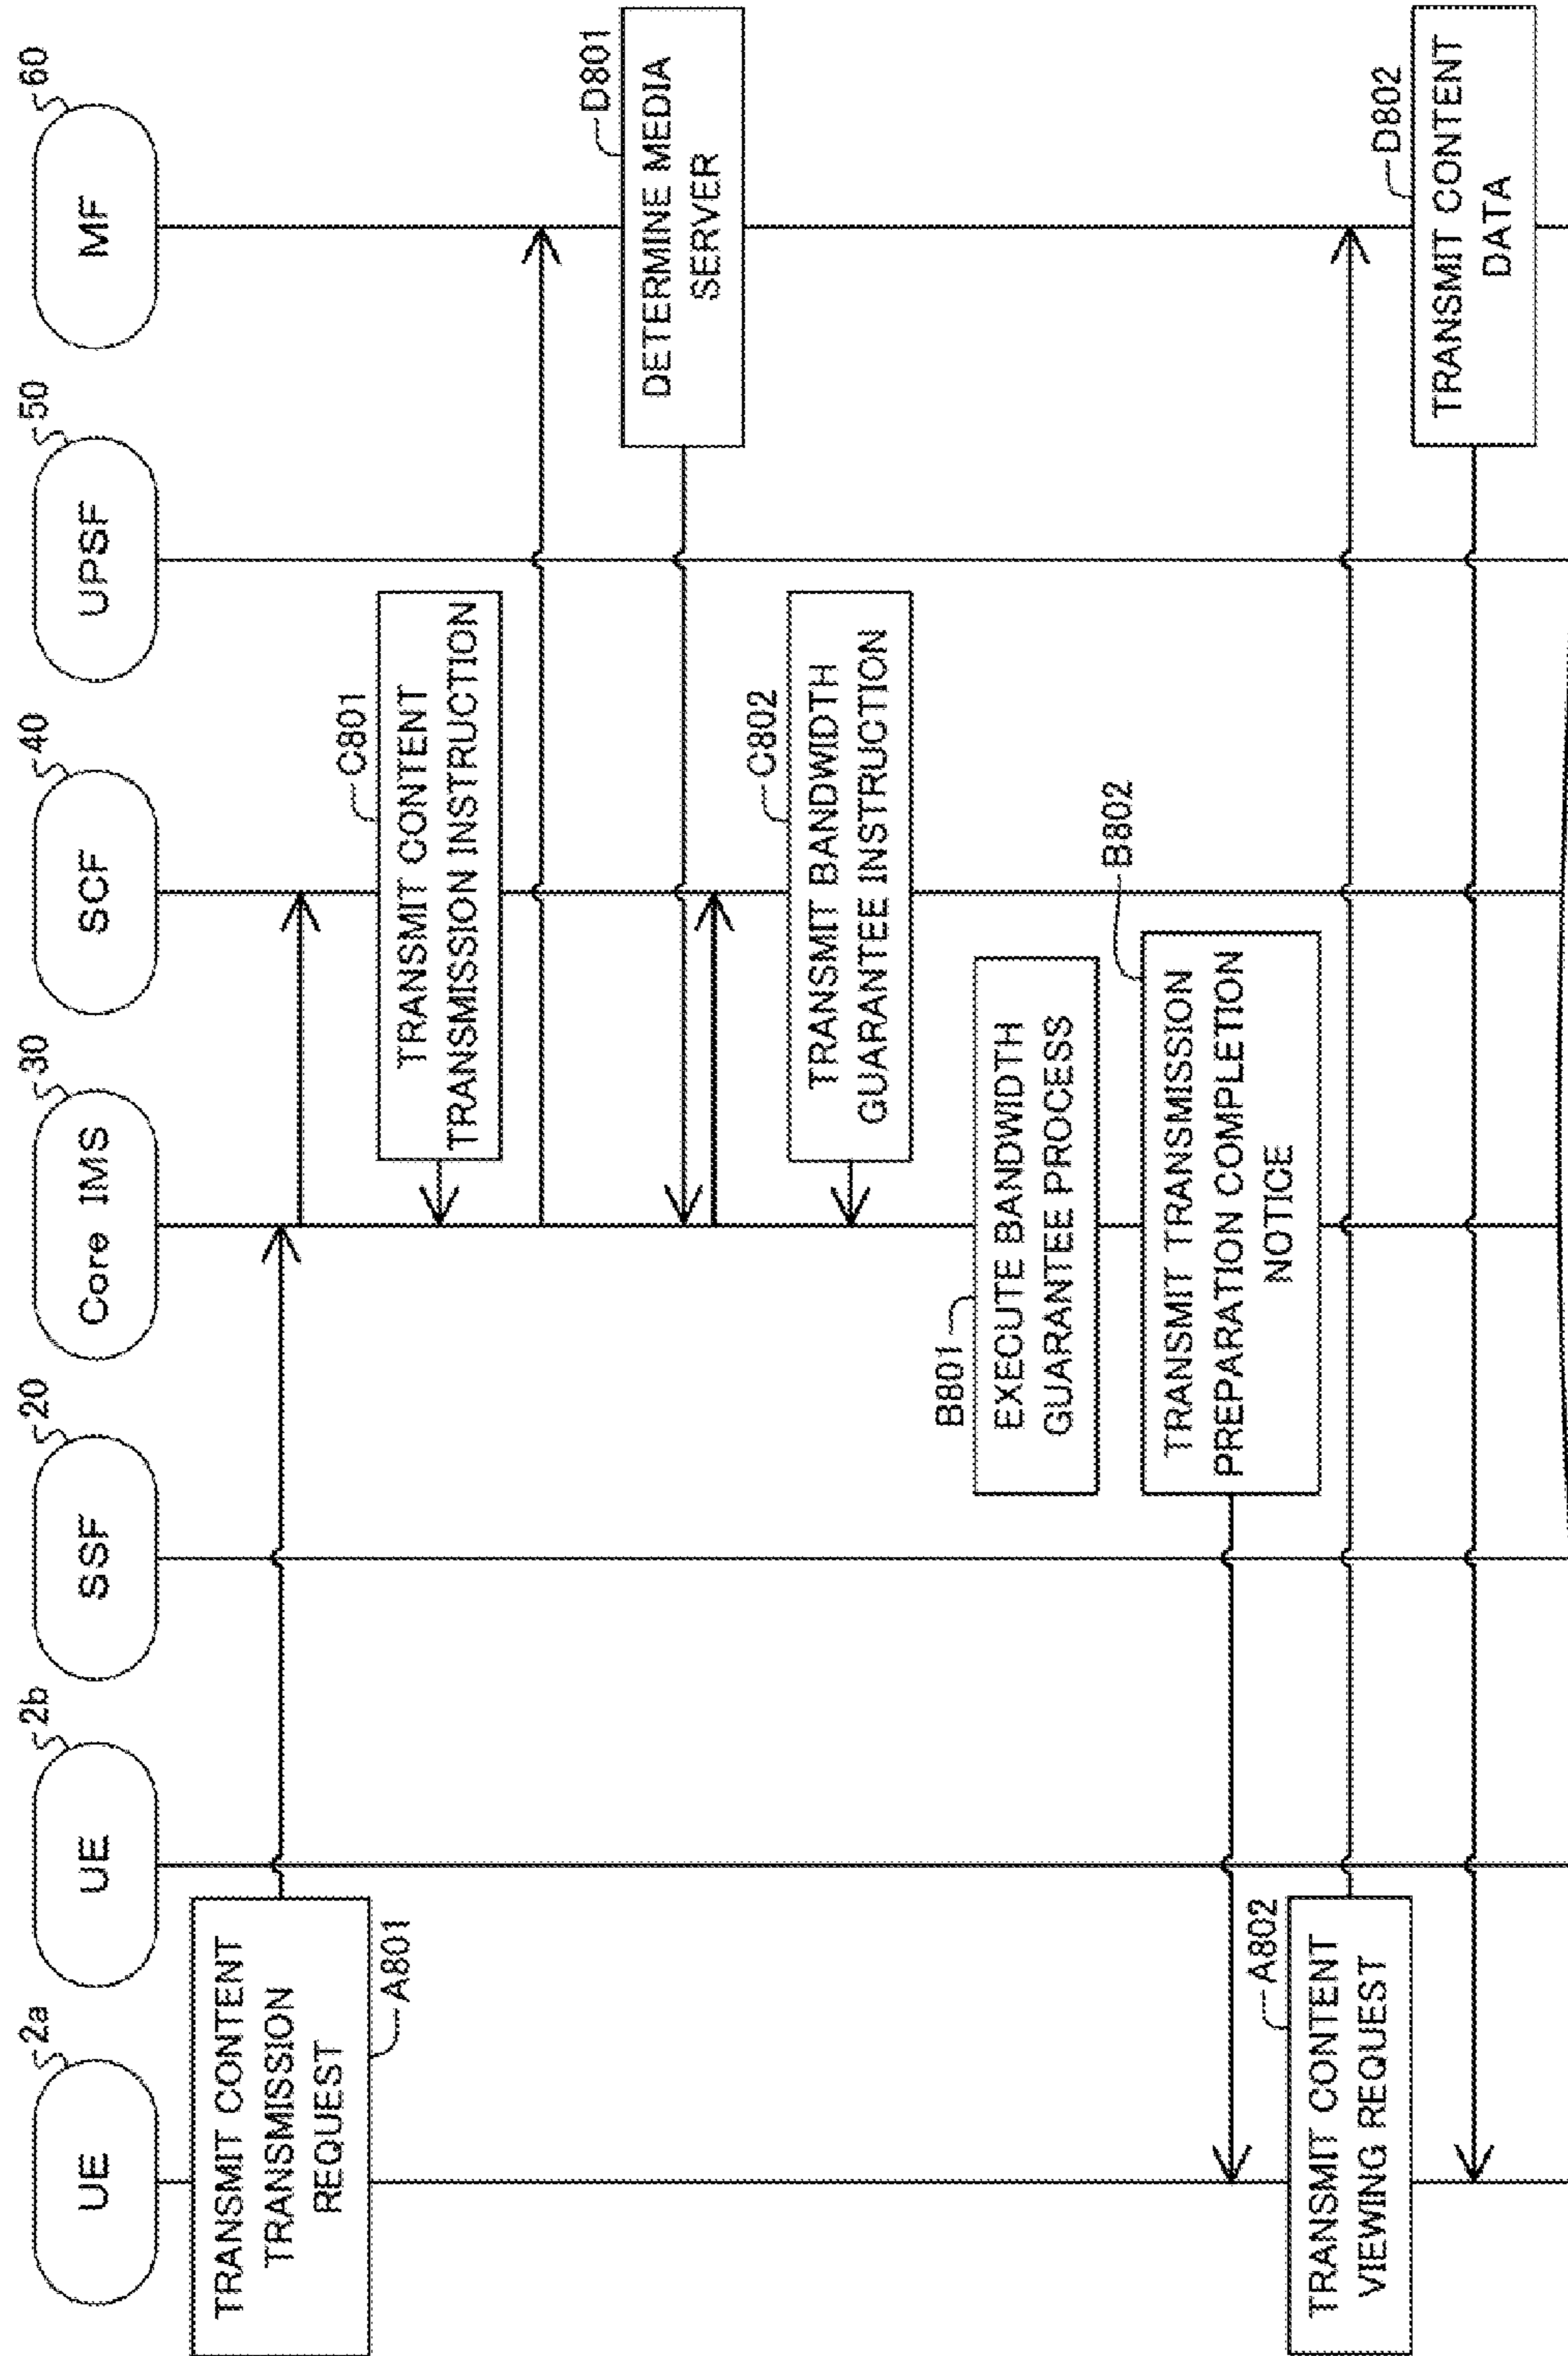 2a
UE
2b
UE
20
SSF
30
Core IMS
40
SCF
50
UPSF
60
MF
TRANSMIT CONTENT
TRANSMISSION
REQUEST
A801
C801
TRANSMIT CONTENT
TRANSMISSION INSTRUCTION
D801
DETERMINE MEDIA
SERVER
C802
TRANSMIT BANDWIDTH
GUARANTEE INSTRUCTION
B801
EXECUTE BANDWIDTH
GUARANTEE PROCESS
B802
TRANSMIT TRANSMISSION
PREPARATION COMPLETION
NOTICE
A802
TRANSMIT CONTENT
VIEWING REQUEST
D802
TRANSMIT CONTENT
DATA